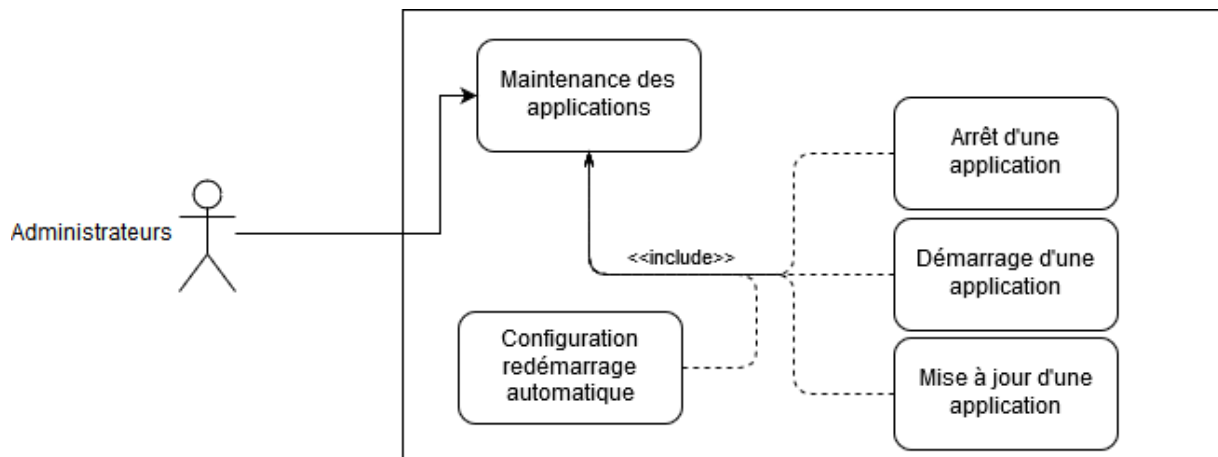 Maintenance des
applications
Arrêt d'une
application
Administrateurs
<<include>>
Démarrage d'une
application
Configuration
redémarrage
automatique
Mise à jour d'une
application